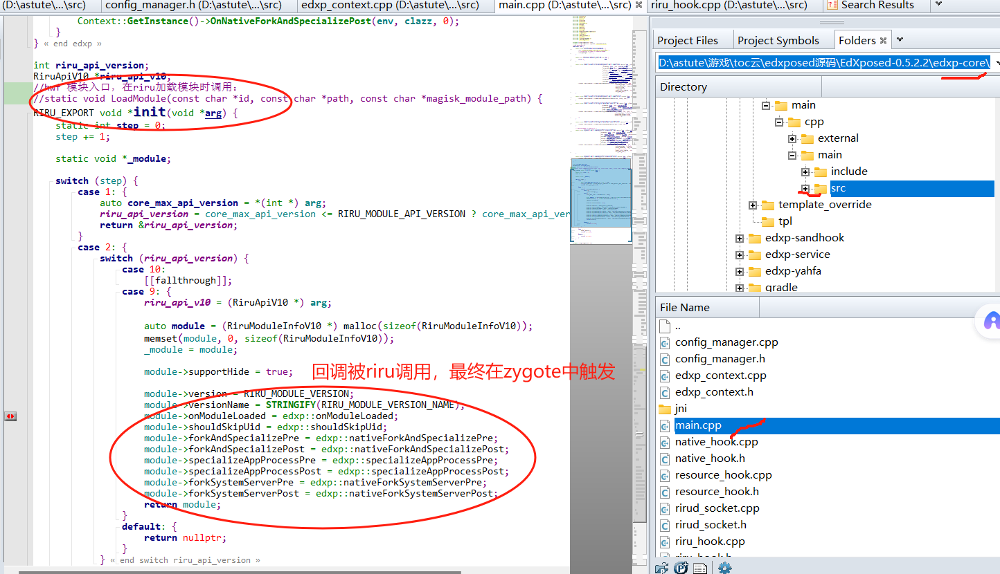 (D:\astute\...\src) config_manager.h (D:\astute\...\src) edxp_context.cpp (D:\astute\...\src) main.cpp (D:\astute\...\src) riru_hook.cpp (D:\astute\...\src) Search Results
Context::GetInstance()->OnNativeForkAndSpecializePost(env, clazz, 0);
}
} « end edxp »
int riru_api_version;
RiruApiV10 *riru_api_v10;
//hwf 模块入口，在riru加载模块时调用：
//static void LoadModule(const char *id, const char *path, const char *magisk_module_path) {
RIRU_EXPORT void *init(void *arg) {
static int step = 0;
step += 1;
static void *_module;
switch (step) {
case 1: {
auto core_max_api_version = *(int *) arg;
riru_api_version = core_max_api_version <= RIRU_MODULE_API_VERSION ? core_max_api_ver
return &riru_api_version;
}
case 2: {
switch (riru_api_version) {
case 10:
[[fallthrough]];
case 9: {
riru_api_v10 = (RiruApiV10 *) arg;
auto module = (RiruModuleInfoV10 *) malloc(sizeof(RiruModuleInfoV10));
memset(module, 0, sizeof(RiruModuleInfoV10));
_module = module;
module->supportHide = true;
回调被riru调用，最终在zygote中触发
module->version = RIRU_MODULE_VERSION;
module->versionName = STRINGIFY(RIRU_MODULE_VERSION_NAME);
module->onModuleLoaded = edxp::onModuleLoaded;
module->shouldSkipUid = edxp::shouldSkipUid;
module->forkAndSpecializePre = edxp::nativeForkAndSpecializePre;
module->forkAndSpecializePost = edxp::nativeForkAndSpecializePost;
module->specializeAppProcessPre = edxp::specializeAppProcessPre;
module->specializeAppProcessPost = edxp::specializeAppProcessPost;
module->forkSystemServerPre = edxp::nativeForkSystemServerPre;
module->forkSystemServerPost = edxp::nativeForkSystemServerPost;
return module;
}
default: {
return nullptr;
}
} « end switch riru_api_version »
Project Files Project Symbols Folders
D:\astute\游戏\toc云\edxposed源码\EdXposed-0.5.2.2\edxp-core\
Directory
main
cpp
external
main
include
src
template_override
tpl
edxp-sandhook
edxp-service
edxp-yahfa
gradle
File Name
..
config_manager.cpp
config_manager.h
edxp_context.cpp
edxp_context.h
jni
main.cpp
native_hook.cpp
native_hook.h
resource_hook.cpp
resource_hook.h
rirud_socket.cpp
rirud_socket.h
riru_hook.cpp
riru_hook.h